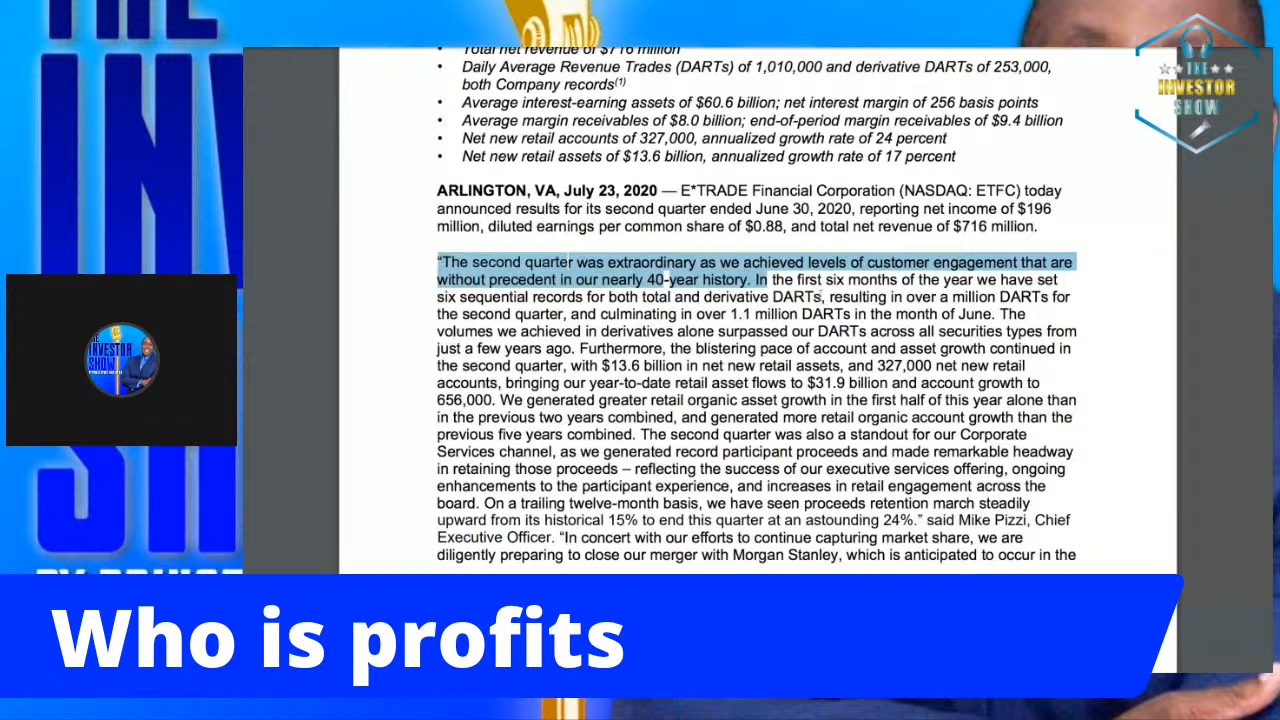 THE
INV
SH
Total net revenue of $716 million
• Daily Average Revenue Trades (DARTs) of 1,010,000 and derivative DARTs of 253,000,
both Company records(1)
• Average interest-earning assets of $60.6 billion; net interest margin of 256 basis points
• Average margin receivables of $8.0 billion; end-of-period margin receivables of $9.4 billion
• Net new retail accounts of 327,000, annualized growth rate of 24 percent
• Net new retail assets of $13.6 billion, annualized growth rate of 17 percent
ARLINGTON, VA, July 23, 2020 — E*TRADE Financial Corporation (NASDAQ: ETFC) today
announced results for its second quarter ended June 30, 2020, reporting net income of $196
million, diluted earnings per common share of $0.88, and total net revenue of $716 million.
“The second quarter was extraordinary as we achieved levels of customer engagement that are
without precedent in our nearly 40-year history. In the first six months of the year we have set
six sequential records for both total and derivative DARTs, resulting in over a million DARTs for
the second quarter, and culminating in over 1.1 million DARTs in the month of June. The
volumes we achieved in derivatives alone surpassed our DARTs across all securities types from
just a few years ago. Furthermore, the blistering pace of account and asset growth continued in
the second quarter, with $13.6 billion in net new retail assets, and 327,000 net new retail
accounts, bringing our year-to-date retail asset flows to $31.9 billion and account growth to
656,000. We generated greater retail organic asset growth in the first half of this year alone than
in the previous two years combined, and generated more retail organic account growth than the
previous five years combined. The second quarter was also a standout for our Corporate
Services channel, as we generated record participant proceeds and made remarkable headway
in retaining those proceeds – reflecting the success of our executive services offering, ongoing
enhancements to the participant experience, and increases in retail engagement across the
board. On a trailing twelve-month basis, we have seen proceeds retention march steadily
upward from its historical 15% to end this quarter at an astounding 24%.” said Mike Pizzi, Chief
Executive Officer. “In concert with our efforts to continue capturing market share, we are
diligently preparing to close our merger with Morgan Stanley, which is anticipated to occur in the
THE
INVESTOR
SHOW
THE
INVESTOR
SHOW
Who is profits